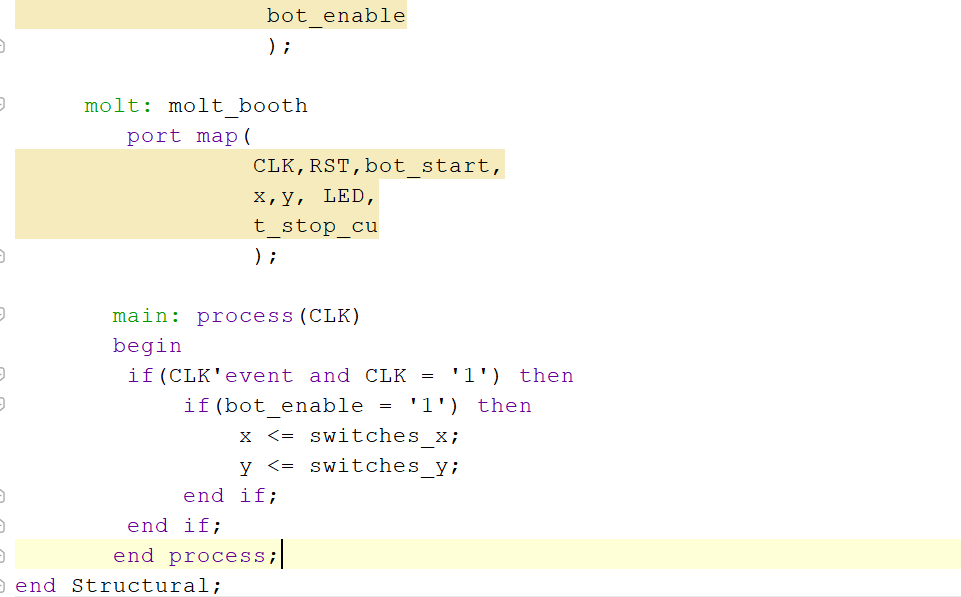 bot_enable
);
molt: molt_booth
port map(
CLK,RST,bot_start,
x,y, LED,
t_stop_cu
);
main: process(CLK)
begin
if(CLK'event and CLK = '1') then
if(bot_enable = '1') then
x <= switches_x;
y <= switches_y;
end if;
end if;
end process;
end Structural;